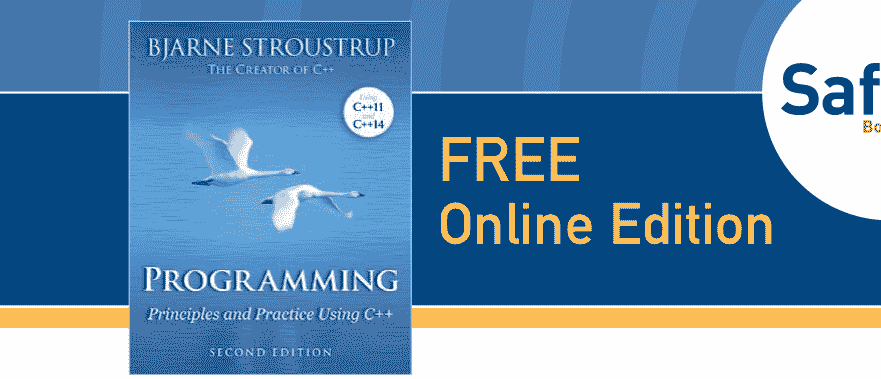 BJARNE STROUSTRUP
THE CREATOR OF C++
Using
C++11
and
C++14
PROGRAMMING
Principles and Practice Using C++
SECOND EDITION
FREE
Online Edition
Saf
Bo